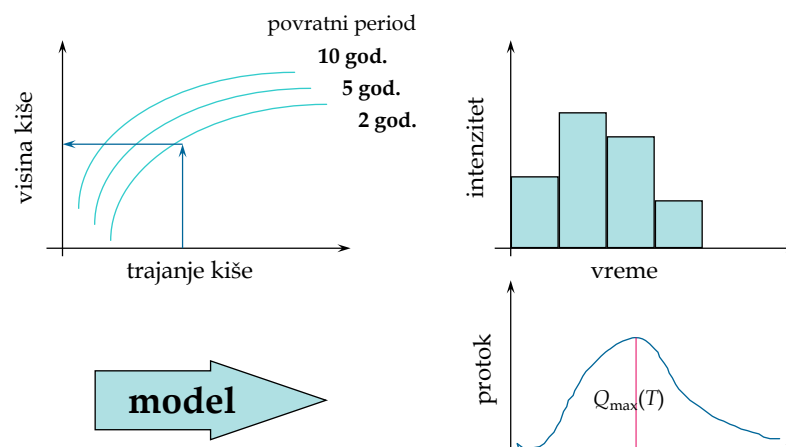 povratni period
10 god.
5 god.
2 god.
visina kiše
trajanje kiše
intenzitet
vreme
model
protok
Qmax(T)